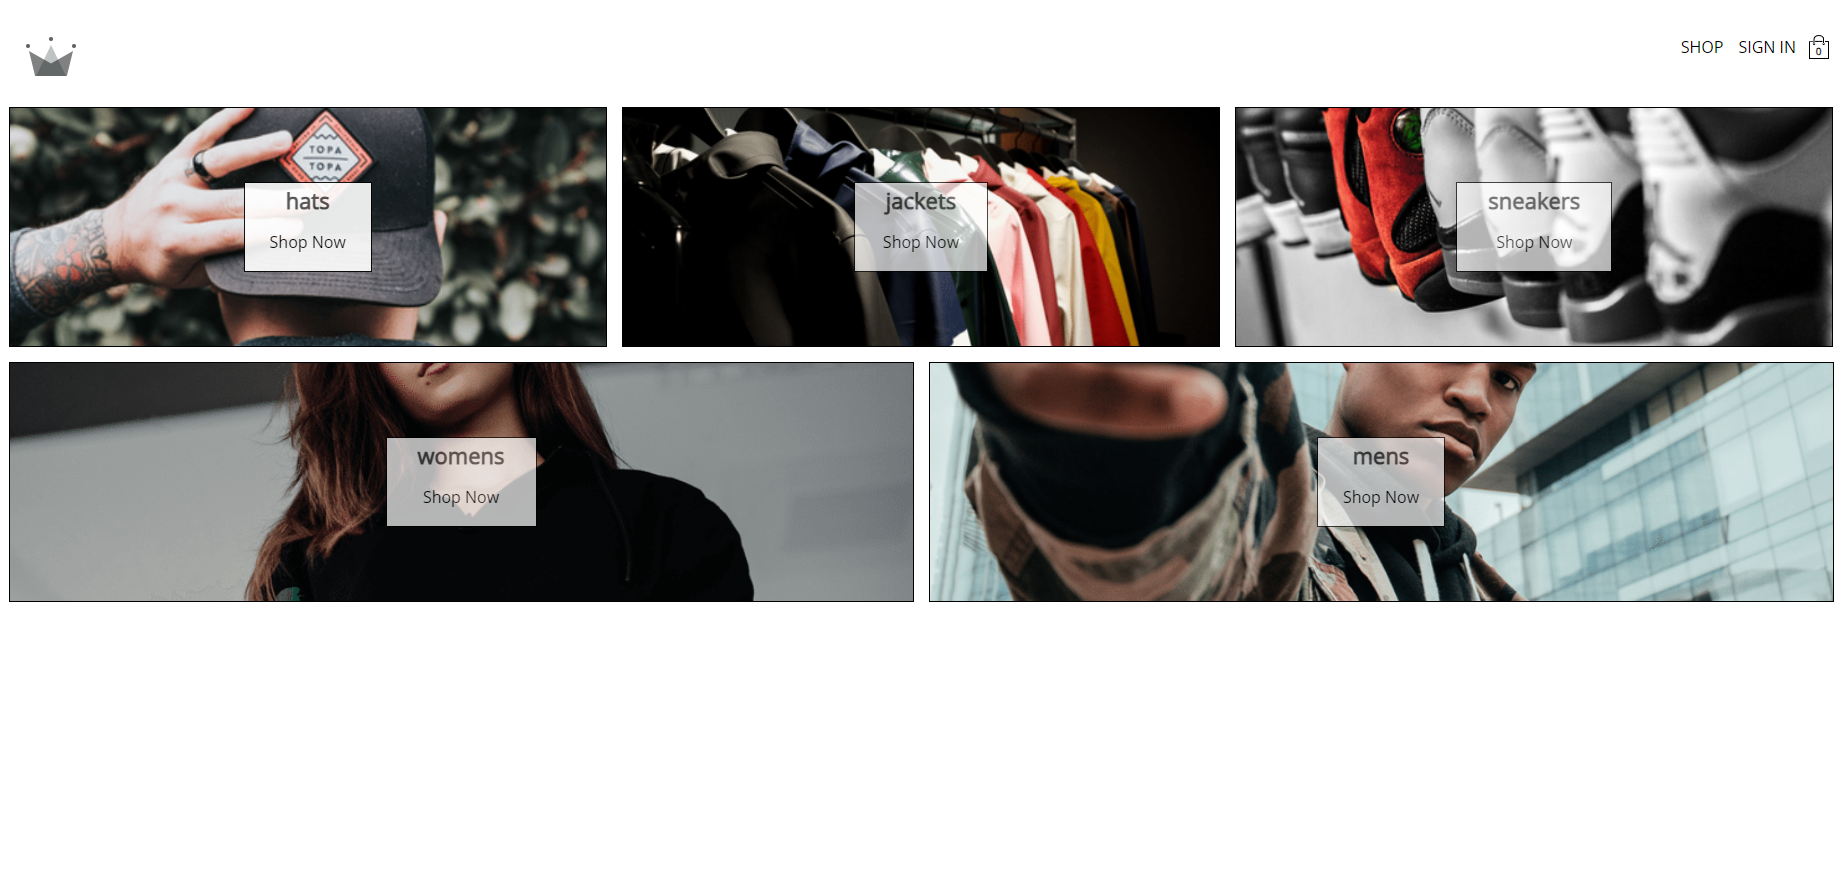 SHOP SIGN IN 0
TOPA
TOPA
hats
Shop Now
jackets
Shop Now
sneakers
Shop Now
womens
Shop Now
mens
Shop Now